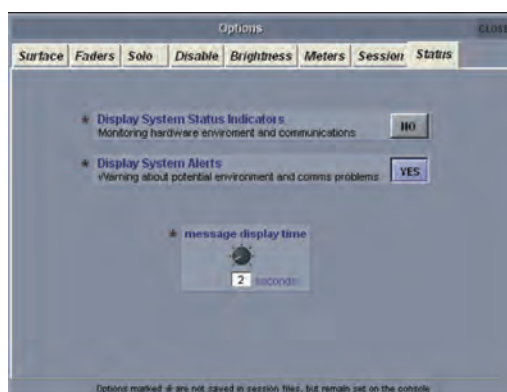 Options
CLOSE
Surface Faders Solo Disable Brightness Meters Session Status
* Display System Status Indicators
Monitoring hardware enviroment and communications
NO
* Display System Alerts
Warning about potential environment and comms problems
YES
* message display time
2 seconds
Options marked * are not saved in session files, but remain set on the console